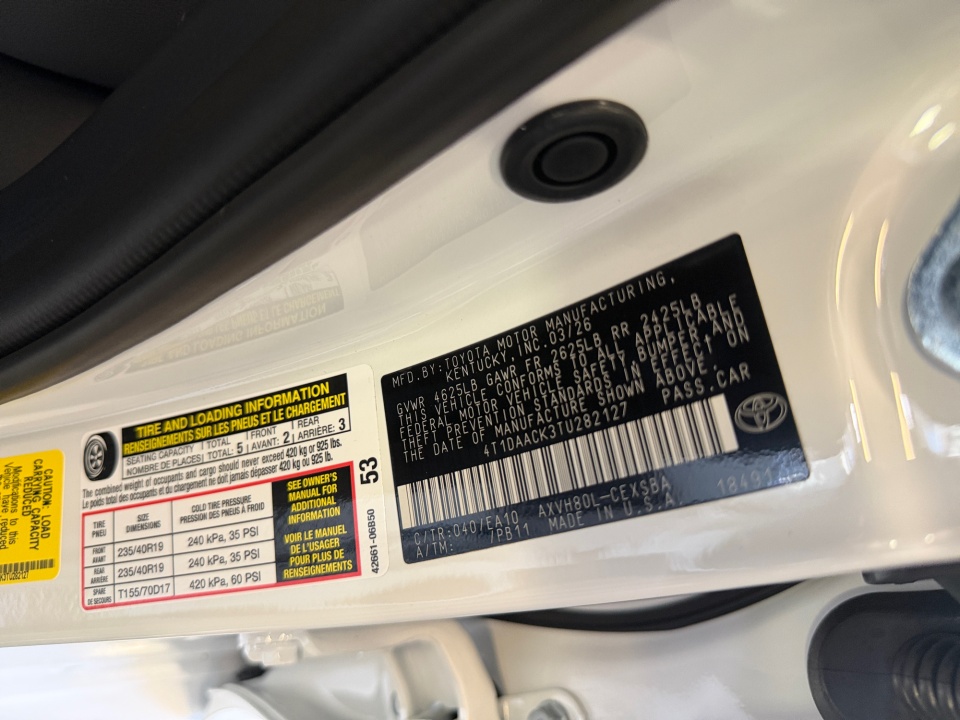 CAUTION: LOAD
CARRYING CAPACITY
REDUCED
Modifications to this
Vehicle have reduced
TIRE AND LOADING INFORMATION
RENSEIGNEMENTS SUR LES PNEUS ET LE CHARGEMENT
SEATING CAPACITY TOTAL 5 FRONT 2 REAR 3
NOMBRE DE PLACES: TOTAL: AVANT: ARRIÈRE:
The combined weight of occupants and cargo should never exceed 420 kg or 925 lbs.
Le poids total des occupants et du chargement ne doit jamais dépasser 420 kg ou 925 lb.
TIRE PNEU SIZE DIMENSIONS COLD TIRE PRESSURE PRESSION DES PNEUS À FROID
FRONT AVANT 235/40R19 240 kPa, 35 PSI
REAR ARRIÈRE 235/40R19 240 kPa, 35 PSI
SPARE DE SECOURS T155/70D17 420 kPa, 60 PSI
SEE OWNER'S
MANUAL FOR
ADDITIONAL
INFORMATION
VOIR LE MANUEL
DE L'USAGER
POUR PLUS DE
RENSEIGNEMENTS
53
42661-06B50
MFD.BY: TOYOTA MOTOR MANUFACTURING,
KENTUCKY, INC. 03/26
GVWR 4625LB GAWR FR 2625LB RR 2425LB
THIS VEHICLE CONFORMS TO ALL APPLICABLE
FEDERAL MOTOR VEHICLE SAFETY, BUMPER, AND
THEFT PREVENTION STANDARDS IN EFFECT ON
THE DATE OF MANUFACTURE SHOWN ABOVE.
4T1DAACK3TU282127 PASS.CAR
C/TR:040/EA10 AXVH80L-CEXSBA
A/TM: 7PB11 MADE IN U.S.A.